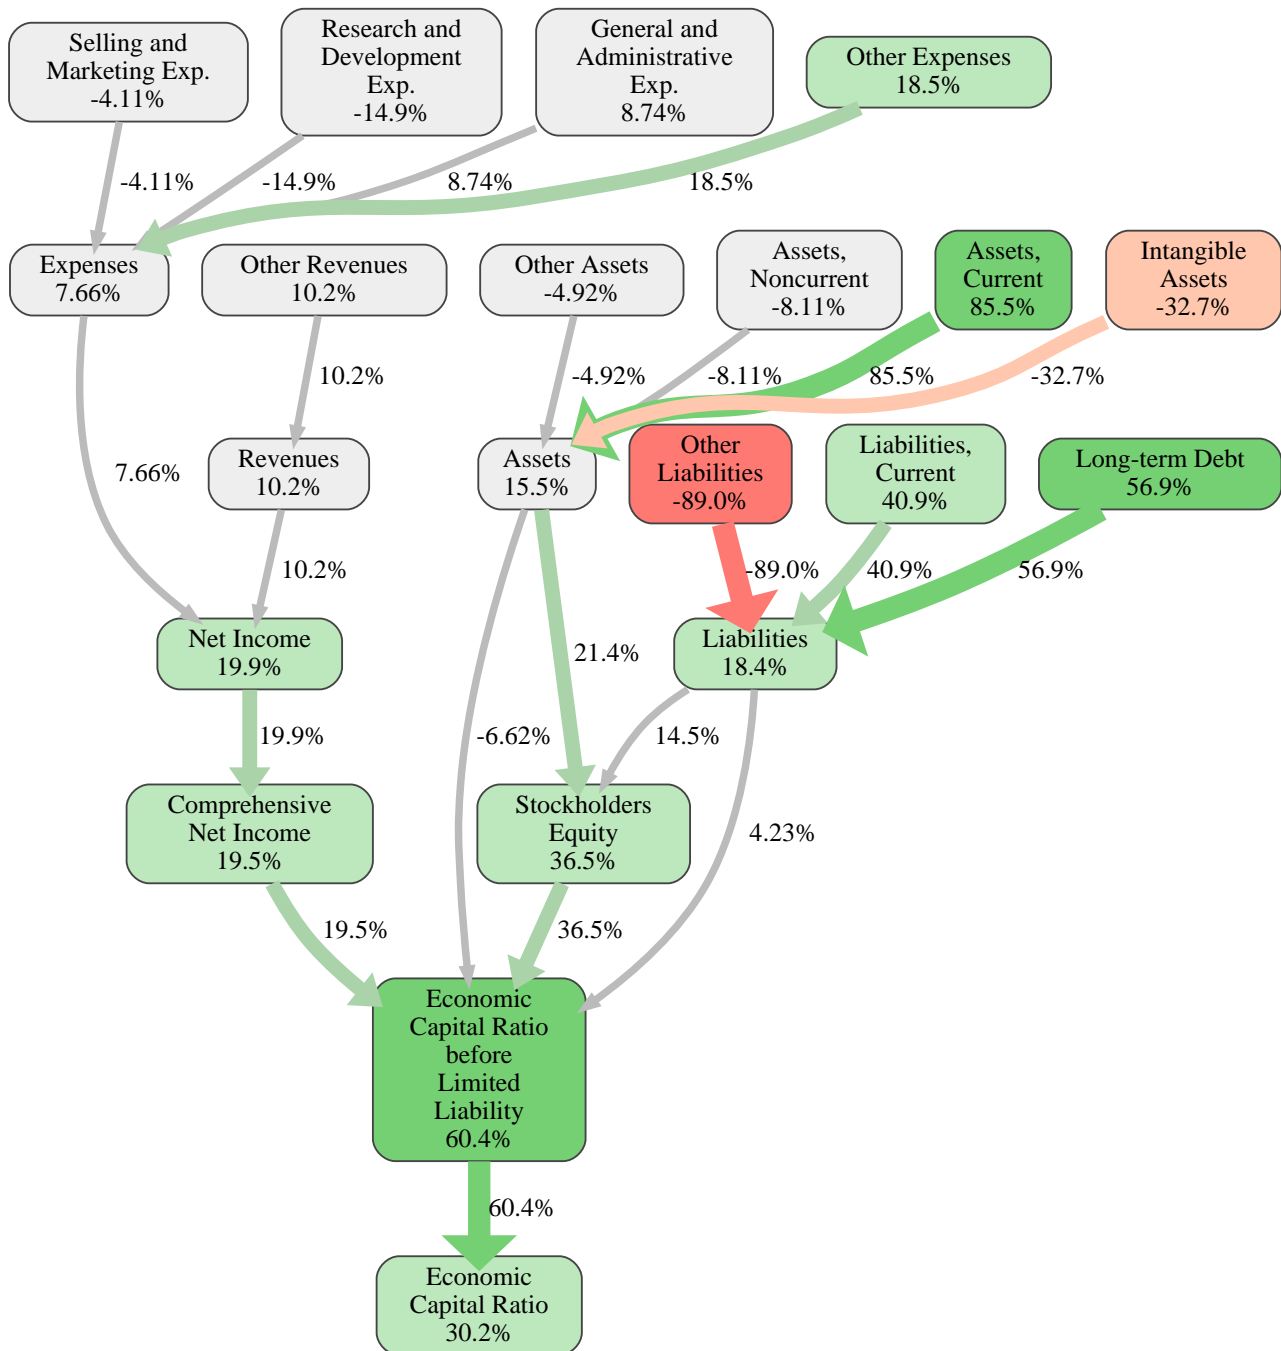 Selling and
Marketing Exp.
-4.11%
Research and
Development
Exp.
-14.9%
General and
Administrative
Exp.
8.74%
Other Expenses
18.5%
-4.11%
-14.9%
8.74%
18.5%
Expenses
7.66%
Other Revenues
10.2%
Other Assets
-4.92%
Assets,
Noncurrent
-8.11%
Assets,
Current
85.5%
Intangible
Assets
-32.7%
10.2%
-4.92%
-8.11%
85.5%
-32.7%
7.66%
Revenues
10.2%
Assets
15.5%
Other
Liabilities
-89.0%
Liabilities,
Current
40.9%
Long-term Debt
56.9%
10.2%
-89.0%
40.9%
56.9%
Net Income
19.9%
21.4%
Liabilities
18.4%
19.9%
-6.62%
14.5%
Comprehensive
Net Income
19.5%
Stockholders
Equity
36.5%
4.23%
19.5%
36.5%
Economic
Capital Ratio
before
Limited
Liability
60.4%
60.4%
Economic
Capital Ratio
30.2%